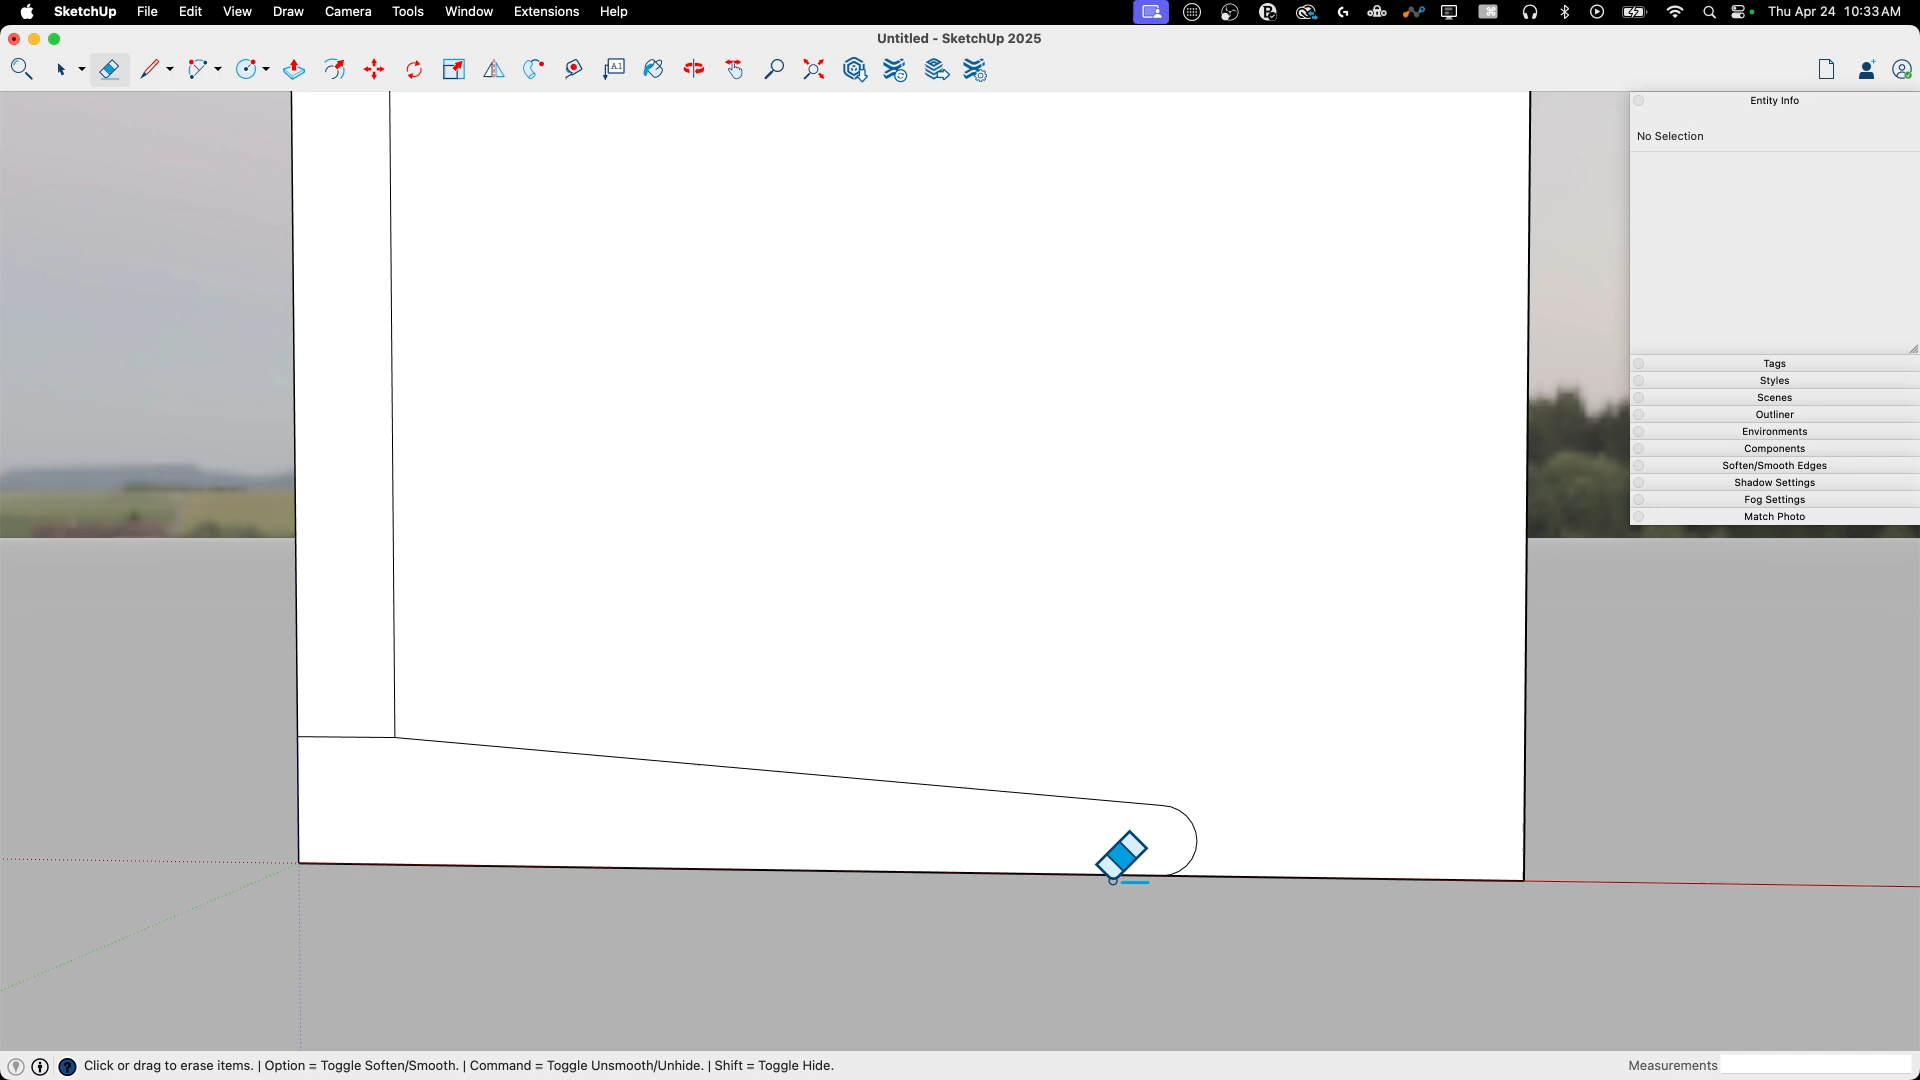 SketchUp File Edit View Draw Camera Tools Window Extensions Help Thu Apr 24 10:33 AM
Untitled - SketchUp 2025
A1
Entity Info
No Selection
Tags
Styles
Scenes
Outliner
Environments
Components
Soften/Smooth Edges
Shadow Settings
Fog Settings
Match Photo
Click or drag to erase items. | Option = Toggle Soften/Smooth. | Command = Toggle Unsmooth/Unhide. | Shift = Toggle Hide. Measurements